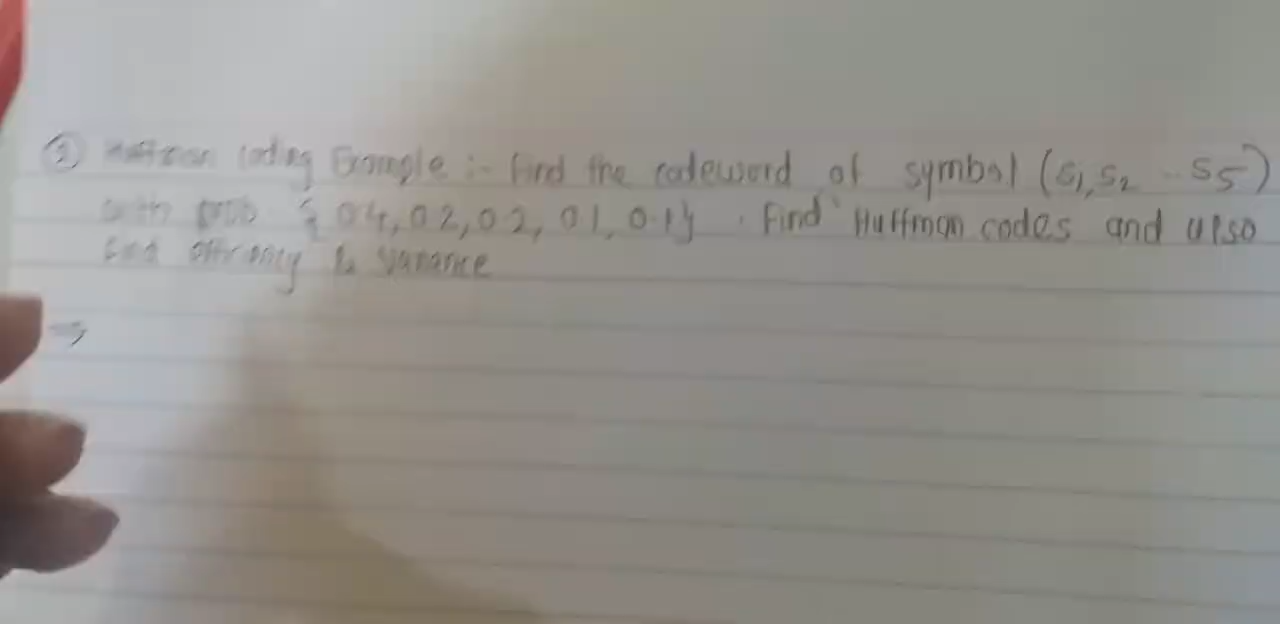 ① Huffman coding Example :- Find the codeword of symbol (S1, S2 -- S5)
with prob. { 0.4, 0.2, 0.2, 0.1, 0.1} . Find Huffman codes and also
find efficiency & variance
⇒